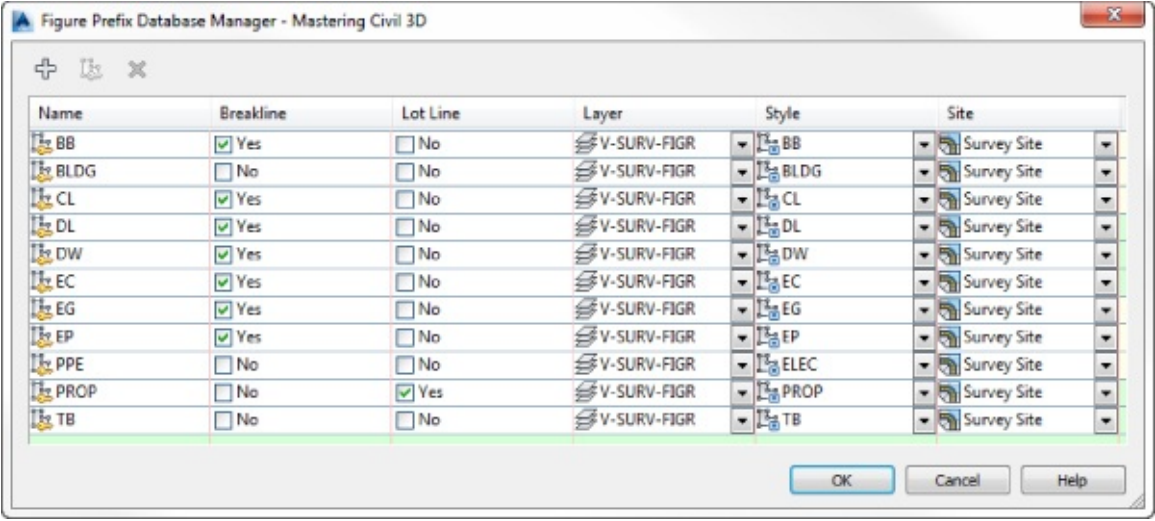 Figure Prefix Database Manager - Mastering Civil 3D
Name Breakline Lot Line Layer Style Site
BB Yes No V-SURV-FIGR BB Survey Site
BLDG No No V-SURV-FIGR BLDG Survey Site
CL Yes No V-SURV-FIGR CL Survey Site
DL Yes No V-SURV-FIGR DL Survey Site
DW Yes No V-SURV-FIGR DW Survey Site
EC Yes No V-SURV-FIGR EC Survey Site
EG Yes No V-SURV-FIGR EG Survey Site
EP Yes No V-SURV-FIGR EP Survey Site
PPE No No V-SURV-FIGR ELEC Survey Site
PROP No Yes V-SURV-FIGR PROP Survey Site
TB No No V-SURV-FIGR TB Survey Site
OK Cancel Help